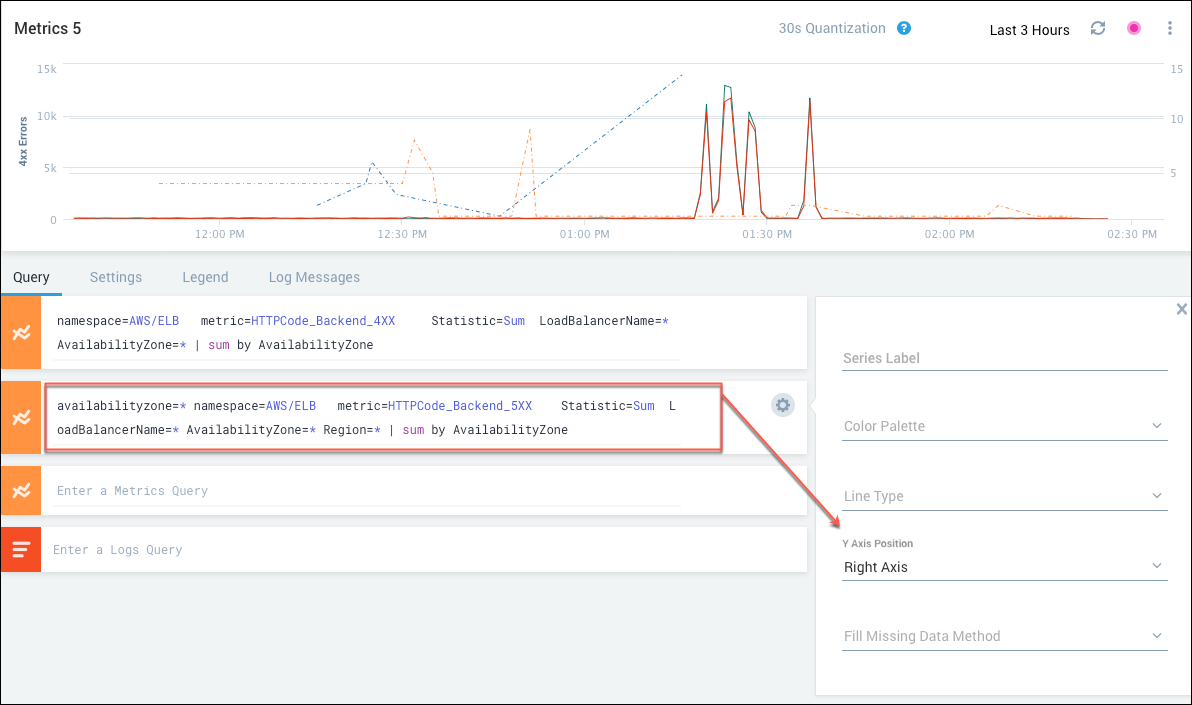 Metrics 5
30s Quantization ?
Last 3 Hours
15k
10k
5k
0
4xx Errors
15
10
5
12:00 PM 12:30 PM 01:00 PM 01:30 PM 02:00 PM 02:30 PM
Query Settings Legend Log Messages
namespace=AWS/ELB metric=HTTPCode_Backend_4XX Statistic=Sum LoadBalancerName=*
AvailabilityZone=* | sum by AvailabilityZone
availabilityzone=* namespace=AWS/ELB metric=HTTPCode_Backend_5XX Statistic=Sum L
oadBalancerName=* AvailabilityZone=* Region=* | sum by AvailabilityZone
Enter a Metrics Query
Enter a Logs Query
X
Series Label
Color Palette
Line Type
Y Axis Position
Right Axis
Fill Missing Data Method